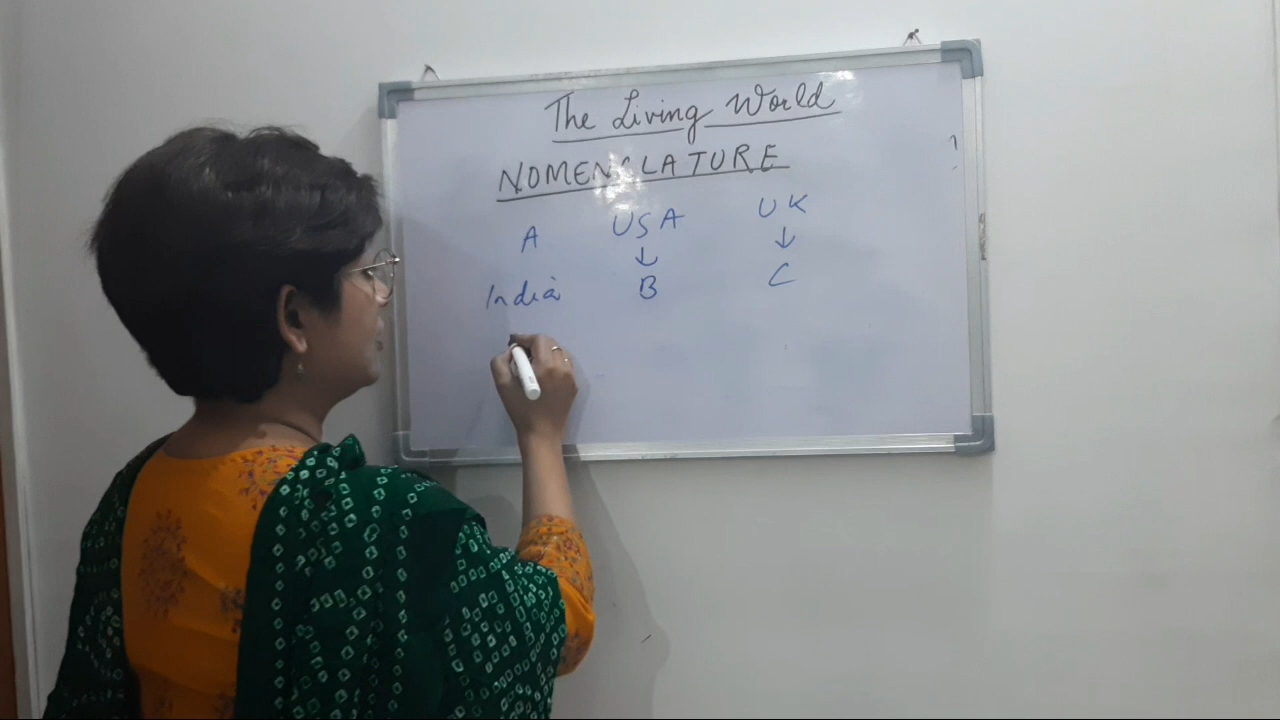 The Living World
NOMENCLATURE
A USA UK
↓ ↓
India B C